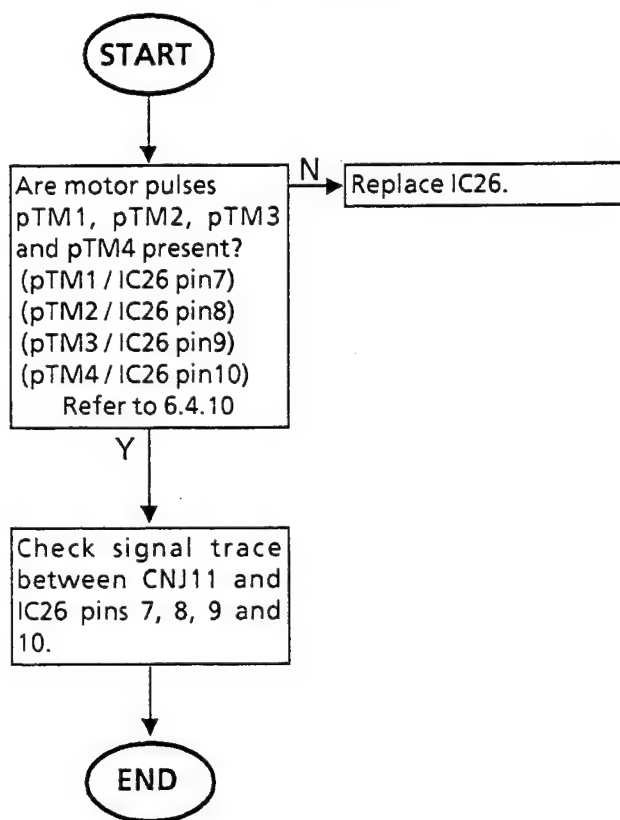 START
Are motor pulses
pTM1, pTM2, pTM3
and pTM4 present?
(pTM1 / IC26 pin7)
(pTM2 / IC26 pin8)
(pTM3 / IC26 pin9)
(pTM4 / IC26 pin10)
Refer to 6.4.10
N
Replace IC26.
Y
Check signal trace
between CNJ11 and
IC26 pins 7, 8, 9 and
10.
END